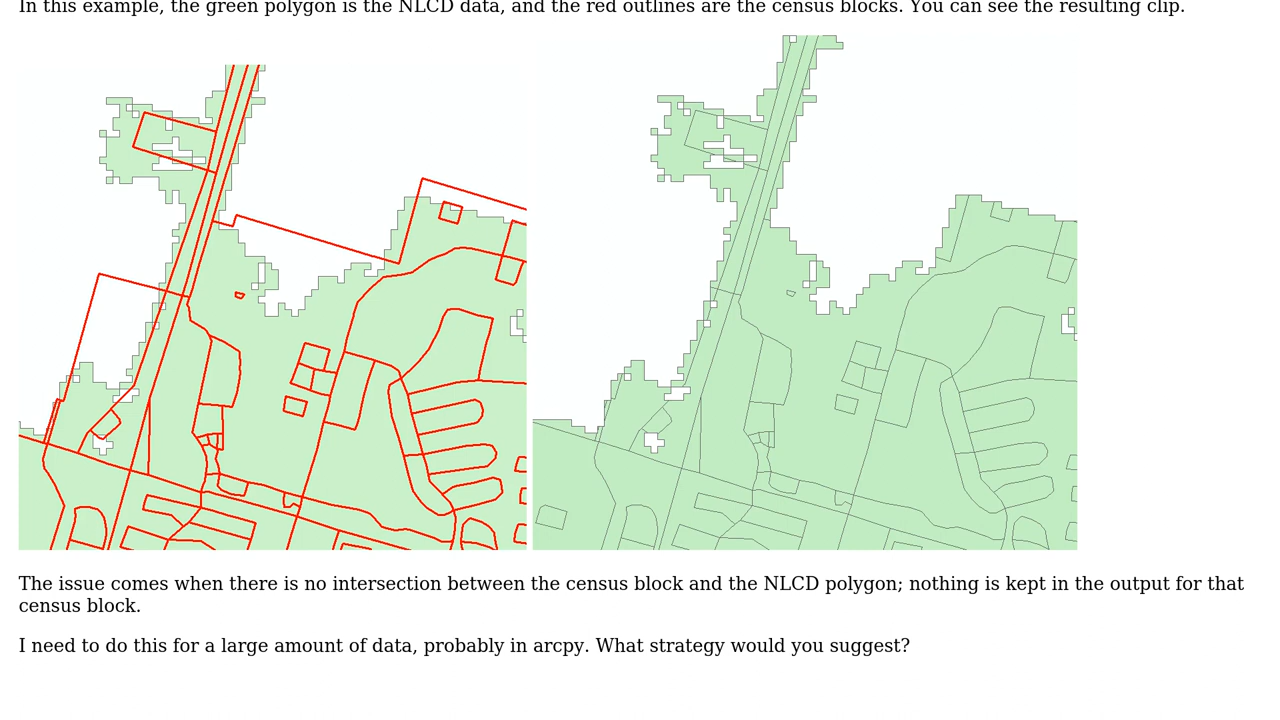 In this example, the green polygon is the NLCD data, and the red outlines are the census blocks. You can see the resulting clip.
The issue comes when there is no intersection between the census block and the NLCD polygon; nothing is kept in the output for that
census block.
I need to do this for a large amount of data, probably in arcpy. What strategy would you suggest?